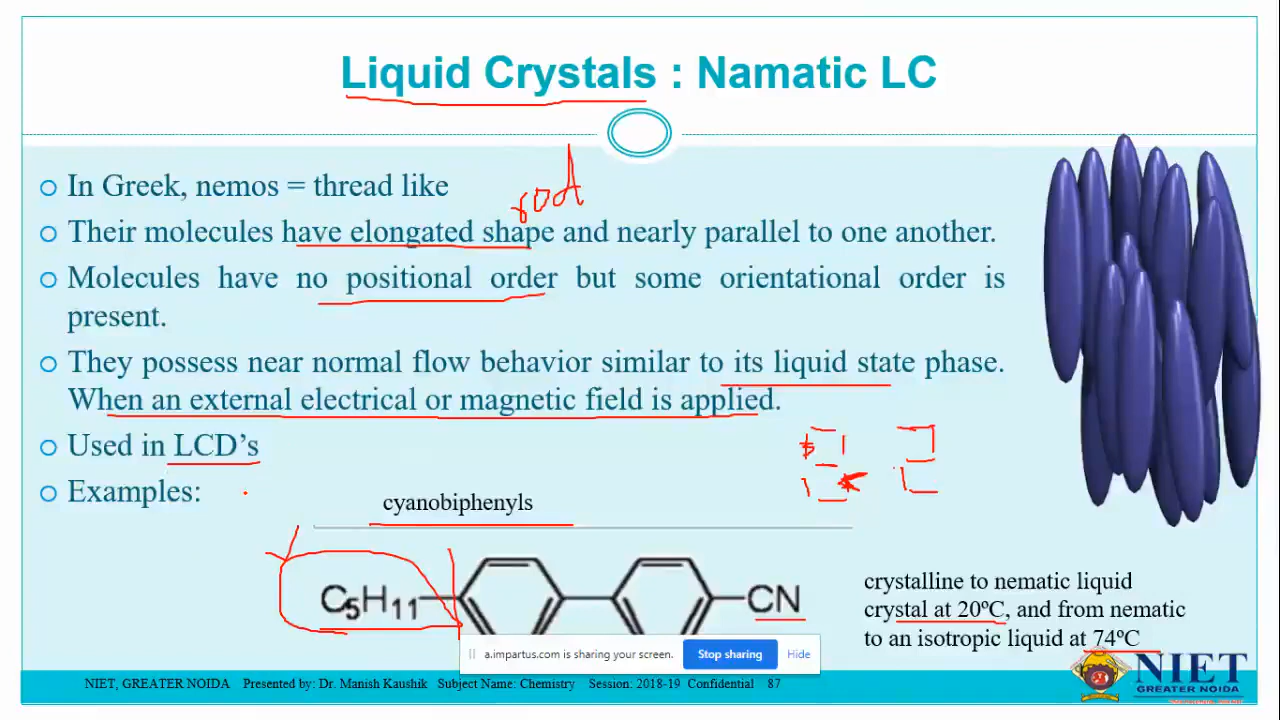 Liquid Crystals : Namatic LC
In Greek, nemos = thread like
rod
Their molecules have elongated shape and nearly parallel to one another.
Molecules have no positional order but some orientational order is
present.
They possess near normal flow behavior similar to its liquid state phase.
When an external electrical or magnetic field is applied.
Used in LCD's
Examples:
cyanobiphenyls
C5H11
CN
crystalline to nematic liquid
crystal at 20ºC, and from nematic
to an isotropic liquid at 74ºC
a.impartus.com is sharing your screen. Stop sharing Hide
NIET, GREATER NOIDA Presented by: Dr. Manish Kaushik Subject Name: Chemistry Session: 2018-19 Confidential 87
NIET
GREATER NOIDA